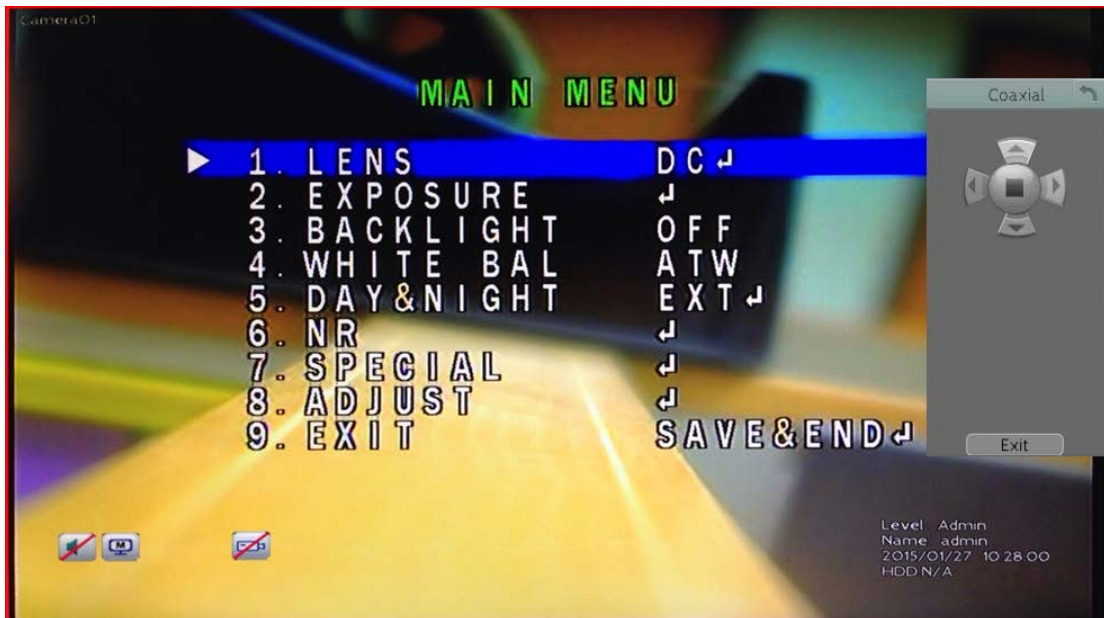 Camera01
MAIN MENU
1. LENS DC↲
2. EXPOSURE ↲
3. BACKLIGHT OFF
4. WHITE BAL ATW
5. DAY&NIGHT EXT↲
6. NR ↲
7. SPECIAL ↲
8. ADJUST ↲
9. EXIT SAVE&END↲
Coaxial
Exit
M
Level Admin
Name admin
2015/01/27 10:28:00
HDD N/A